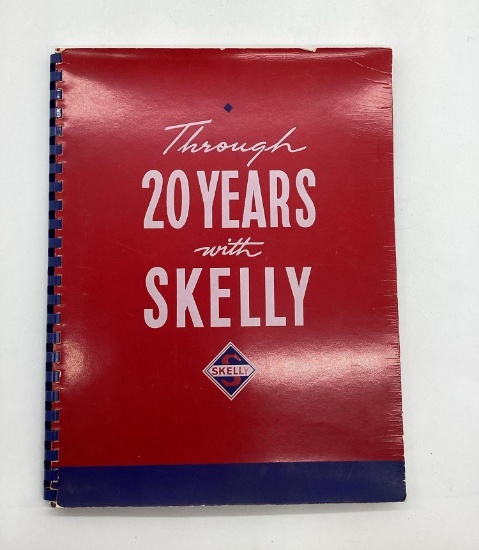 Through
20 YEARS
with
SKELLY
S
SKELLY